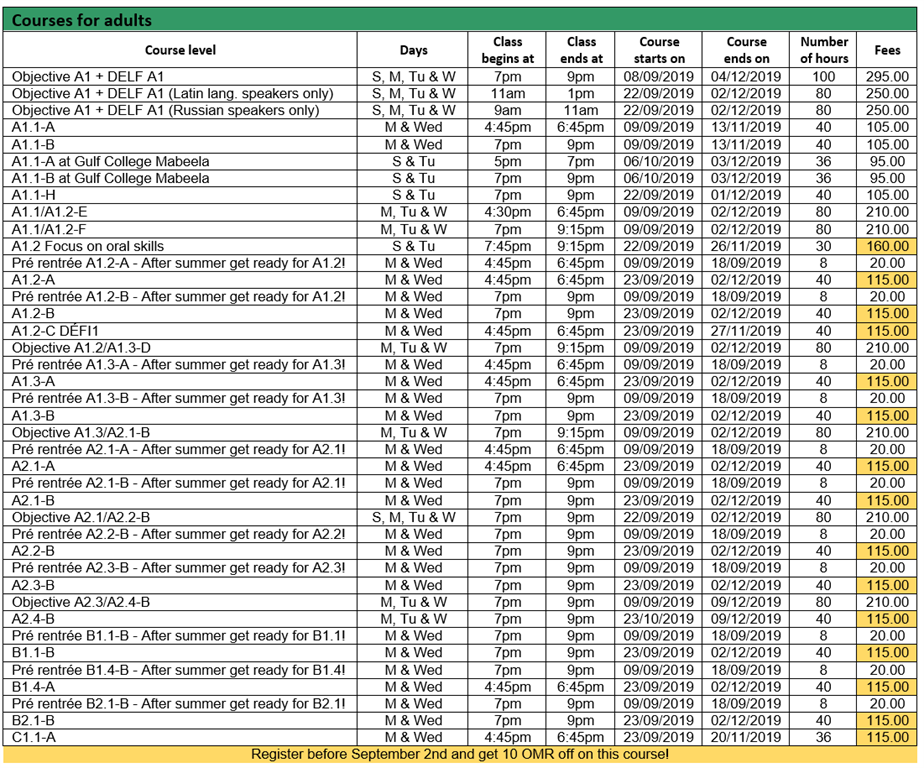 Courses for adults
Course level Days Class begins at Class ends at Course starts on Course ends on Number of hours Fees
Objective A1 + DELF A1 S, M, Tu & W 7pm 9pm 08/09/2019 04/12/2019 100 295.00
Objective A1 + DELF A1 (Latin lang. speakers only) S, M, Tu & W 11am 1pm 22/09/2019 02/12/2019 80 250.00
Objective A1 + DELF A1 (Russian speakers only) S, M, Tu & W 9am 11am 22/09/2019 02/12/2019 80 250.00
A1.1-A M & Wed 4:45pm 6:45pm 09/09/2019 13/11/2019 40 105.00
A1.1-B M & Wed 7pm 9pm 09/09/2019 13/11/2019 40 105.00
A1.1-A at Gulf College Mabeela S & Tu 5pm 7pm 06/10/2019 03/12/2019 36 95.00
A1.1-B at Gulf College Mabeela S & Tu 7pm 9pm 06/10/2019 03/12/2019 36 95.00
A1.1-H S & Tu 7pm 9pm 22/09/2019 01/12/2019 40 105.00
A1.1/A1.2-E M, Tu & W 4:30pm 6:45pm 09/09/2019 02/12/2019 80 210.00
A1.1/A1.2-F M, Tu & W 7pm 9:15pm 09/09/2019 02/12/2019 80 210.00
A1.2 Focus on oral skills S & Tu 7:45pm 9:15pm 22/09/2019 26/11/2019 30 160.00
Pré rentrée A1.2-A - After summer get ready for A1.2! M & Wed 4:45pm 6:45pm 09/09/2019 18/09/2019 8 20.00
A1.2-A M & Wed 4:45pm 6:45pm 23/09/2019 02/12/2019 40 115.00
Pré rentrée A1.2-B - After summer get ready for A1.2! M & Wed 7pm 9pm 09/09/2019 18/09/2019 8 20.00
A1.2-B M & Wed 7pm 9pm 23/09/2019 02/12/2019 40 115.00
A1.2-C DÉFI1 M & Wed 4:45pm 6:45pm 23/09/2019 27/11/2019 40 115.00
Objective A1.2/A1.3-D M, Tu & W 7pm 9:15pm 09/09/2019 02/12/2019 80 210.00
Pré rentrée A1.3-A - After summer get ready for A1.3! M & Wed 4:45pm 6:45pm 09/09/2019 18/09/2019 8 20.00
A1.3-A M & Wed 4:45pm 6:45pm 23/09/2019 02/12/2019 40 115.00
Pré rentrée A1.3-B - After summer get ready for A1.3! M & Wed 7pm 9pm 09/09/2019 18/09/2019 8 20.00
A1.3-B M & Wed 7pm 9pm 23/09/2019 02/12/2019 40 115.00
Objective A1.3/A2.1-B M, Tu & W 7pm 9:15pm 09/09/2019 02/12/2019 80 210.00
Pré rentrée A2.1-A - After summer get ready for A2.1! M & Wed 4:45pm 6:45pm 09/09/2019 18/09/2019 8 20.00
A2.1-A M & Wed 4:45pm 6:45pm 23/09/2019 02/12/2019 40 115.00
Pré rentrée A2.1-B - After summer get ready for A2.1! M & Wed 7pm 9pm 09/09/2019 18/09/2019 8 20.00
A2.1-B M & Wed 7pm 9pm 23/09/2019 02/12/2019 40 115.00
Objective A2.1/A2.2-B S, M, Tu & W 7pm 9pm 22/09/2019 02/12/2019 80 210.00
Pré rentrée A2.2-B - After summer get ready for A2.2! M & Wed 7pm 9pm 09/09/2019 18/09/2019 8 20.00
A2.2-B M & Wed 7pm 9pm 23/09/2019 02/12/2019 40 115.00
Pré rentrée A2.3-B - After summer get ready for A2.3! M & Wed 7pm 9pm 09/09/2019 18/09/2019 8 20.00
A2.3-B M & Wed 7pm 9pm 23/09/2019 02/12/2019 40 115.00
Objective A2.3/A2.4-B M, Tu & W 7pm 9pm 09/09/2019 09/12/2019 80 210.00
A2.4-B M, Tu & W 7pm 9pm 23/10/2019 09/12/2019 40 115.00
Pré rentrée B1.1-B - After summer get ready for B1.1! M & Wed 7pm 9pm 09/09/2019 18/09/2019 8 20.00
B1.1-B M & Wed 7pm 9pm 23/09/2019 02/12/2019 40 115.00
Pré rentrée B1.4-B - After summer get ready for B1.4! M & Wed 7pm 9pm 09/09/2019 18/09/2019 8 20.00
B1.4-A M & Wed 4:45pm 6:45pm 23/09/2019 02/12/2019 40 115.00
Pré rentrée B2.1-B - After summer get ready for B2.1! M & Wed 7pm 9pm 09/09/2019 18/09/2019 8 20.00
B2.1-B M & Wed 7pm 9pm 23/09/2019 02/12/2019 40 115.00
C1.1-A M & Wed 4:45pm 6:45pm 23/09/2019 20/11/2019 36 115.00
Register before September 2nd and get 10 OMR off on this course!